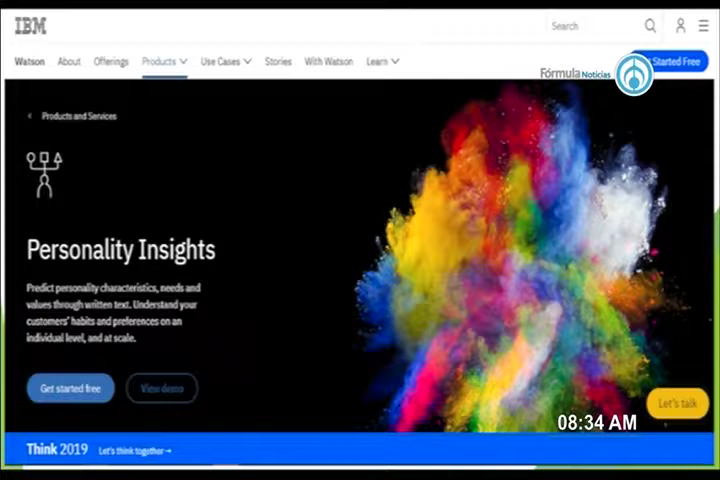 IBM
Search
Watson About Offerings Products Use Cases Stories With Watson Learn
Fórmula Noticias
Started Free
Products and Services
Personality Insights
Predict personality characteristics, needs and
values through written text. Understand your
customers' habits and preferences on an
individual level, and at scale.
Get started free View demo
Let's talk
08:34 AM
Think 2019 Let's think together→